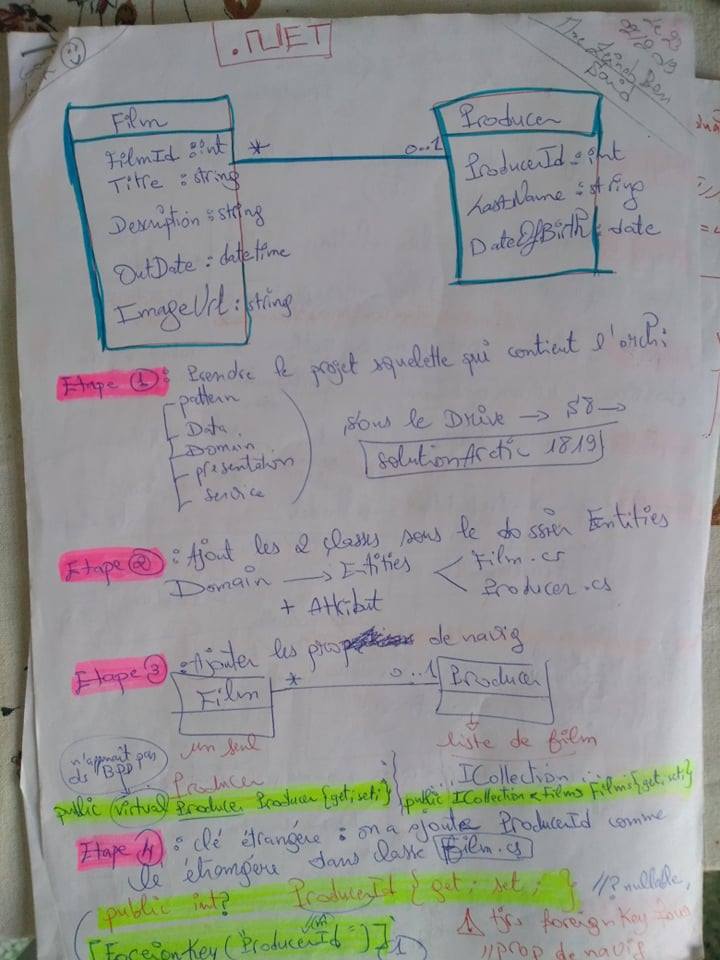 .NET
Film
FilmId : int
Titre : string
Description : string
OutDate : datetime
ImageUrl : string
*
0..1
Producer
ProducerId : int
LastName : string
DateOfBirth : date
Etape 1 : Prendre le projet squelette qui contient l'archi
pattern
Data
Domain
presentation
service
sous le Drive → S8 →
solutionArctic 1819
Etape 2 : Ajout les 2 classes sous le dossier Entities
Domain → Entities < Film.cs
Producer.cs
+ Attribut
Etape 3 : Ajouter les prop de navig
Film
*
0..1
Producer
n'apparait pas
ds BDD
un seul
Producer
public virtual Producer Producer {get; set;}
liste de film
ICollection
public ICollection<Film> Films {get; set;}
Etape 4 : clé étrangère : on a ajouté ProducerId comme
clé étrangère dans classe Film.cs
public int? ProducerId { get ; set ; } //? nullable,
[ForeignKey("ProducerId")]
1
foreignKey sous
//prop de navig